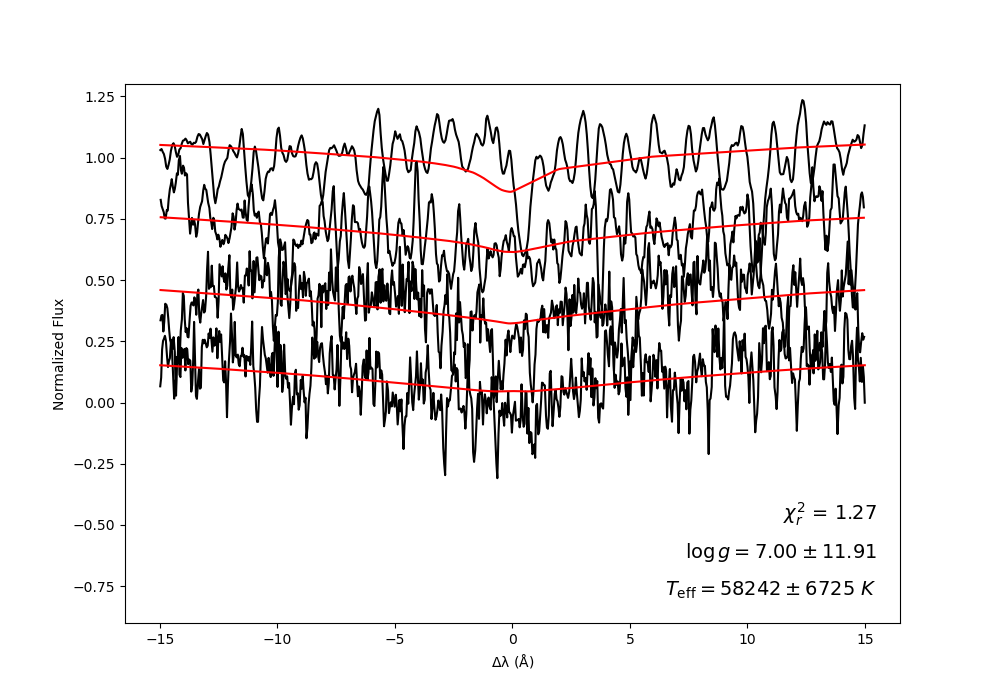 1.25
1.00
0.75
0.50
0.25
0.00
−0.25
−0.50
−0.75
Normalized Flux
χ²ᵣ = 1.27
log g = 7.00 ± 11.91
T_eff = 58242 ± 6725 K
−15 −10 −5 0 5 10 15
Δλ (Å)